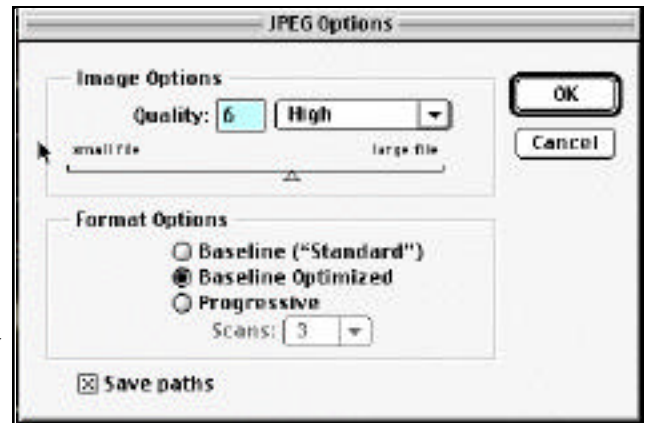 JPEG Options
Image Options
Quality: 6 High
small file large file
Format Options
Baseline (“Standard”)
Baseline Optimized
Progressive
Scans: 3
Save paths
OK
Cancel